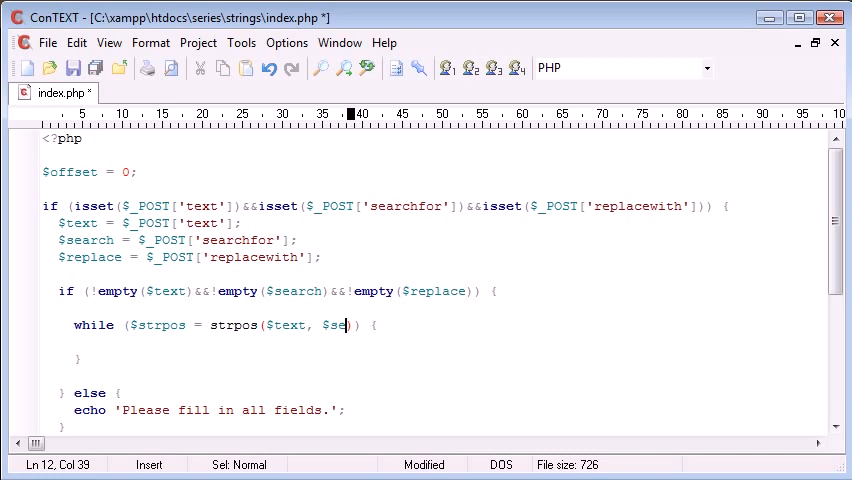 ConTEXT - [C:\xampp\htdocs\series\strings\index.php *]
File Edit View Format Project Tools Options Window Help
1 2 3 4 PHP
index.php *
5 10 15 20 25 30 35 40 45 50 55 60 65 70 75 80 85 90 95 10
<?php
$offset = 0;
if (isset($_POST['text'])&&isset($_POST['searchfor'])&&isset($_POST['replacewith'])) {
$text = $_POST['text'];
$search = $_POST['searchfor'];
$replace = $_POST['replacewith'];
if (!empty($text)&&!empty($search)&&!empty($replace)) {
while ($strpos = strpos($text, $se)) {
}
} else {
echo 'Please fill in all fields.';
}
Ln 12, Col 39 Insert Sel: Normal Modified DOS File size: 726